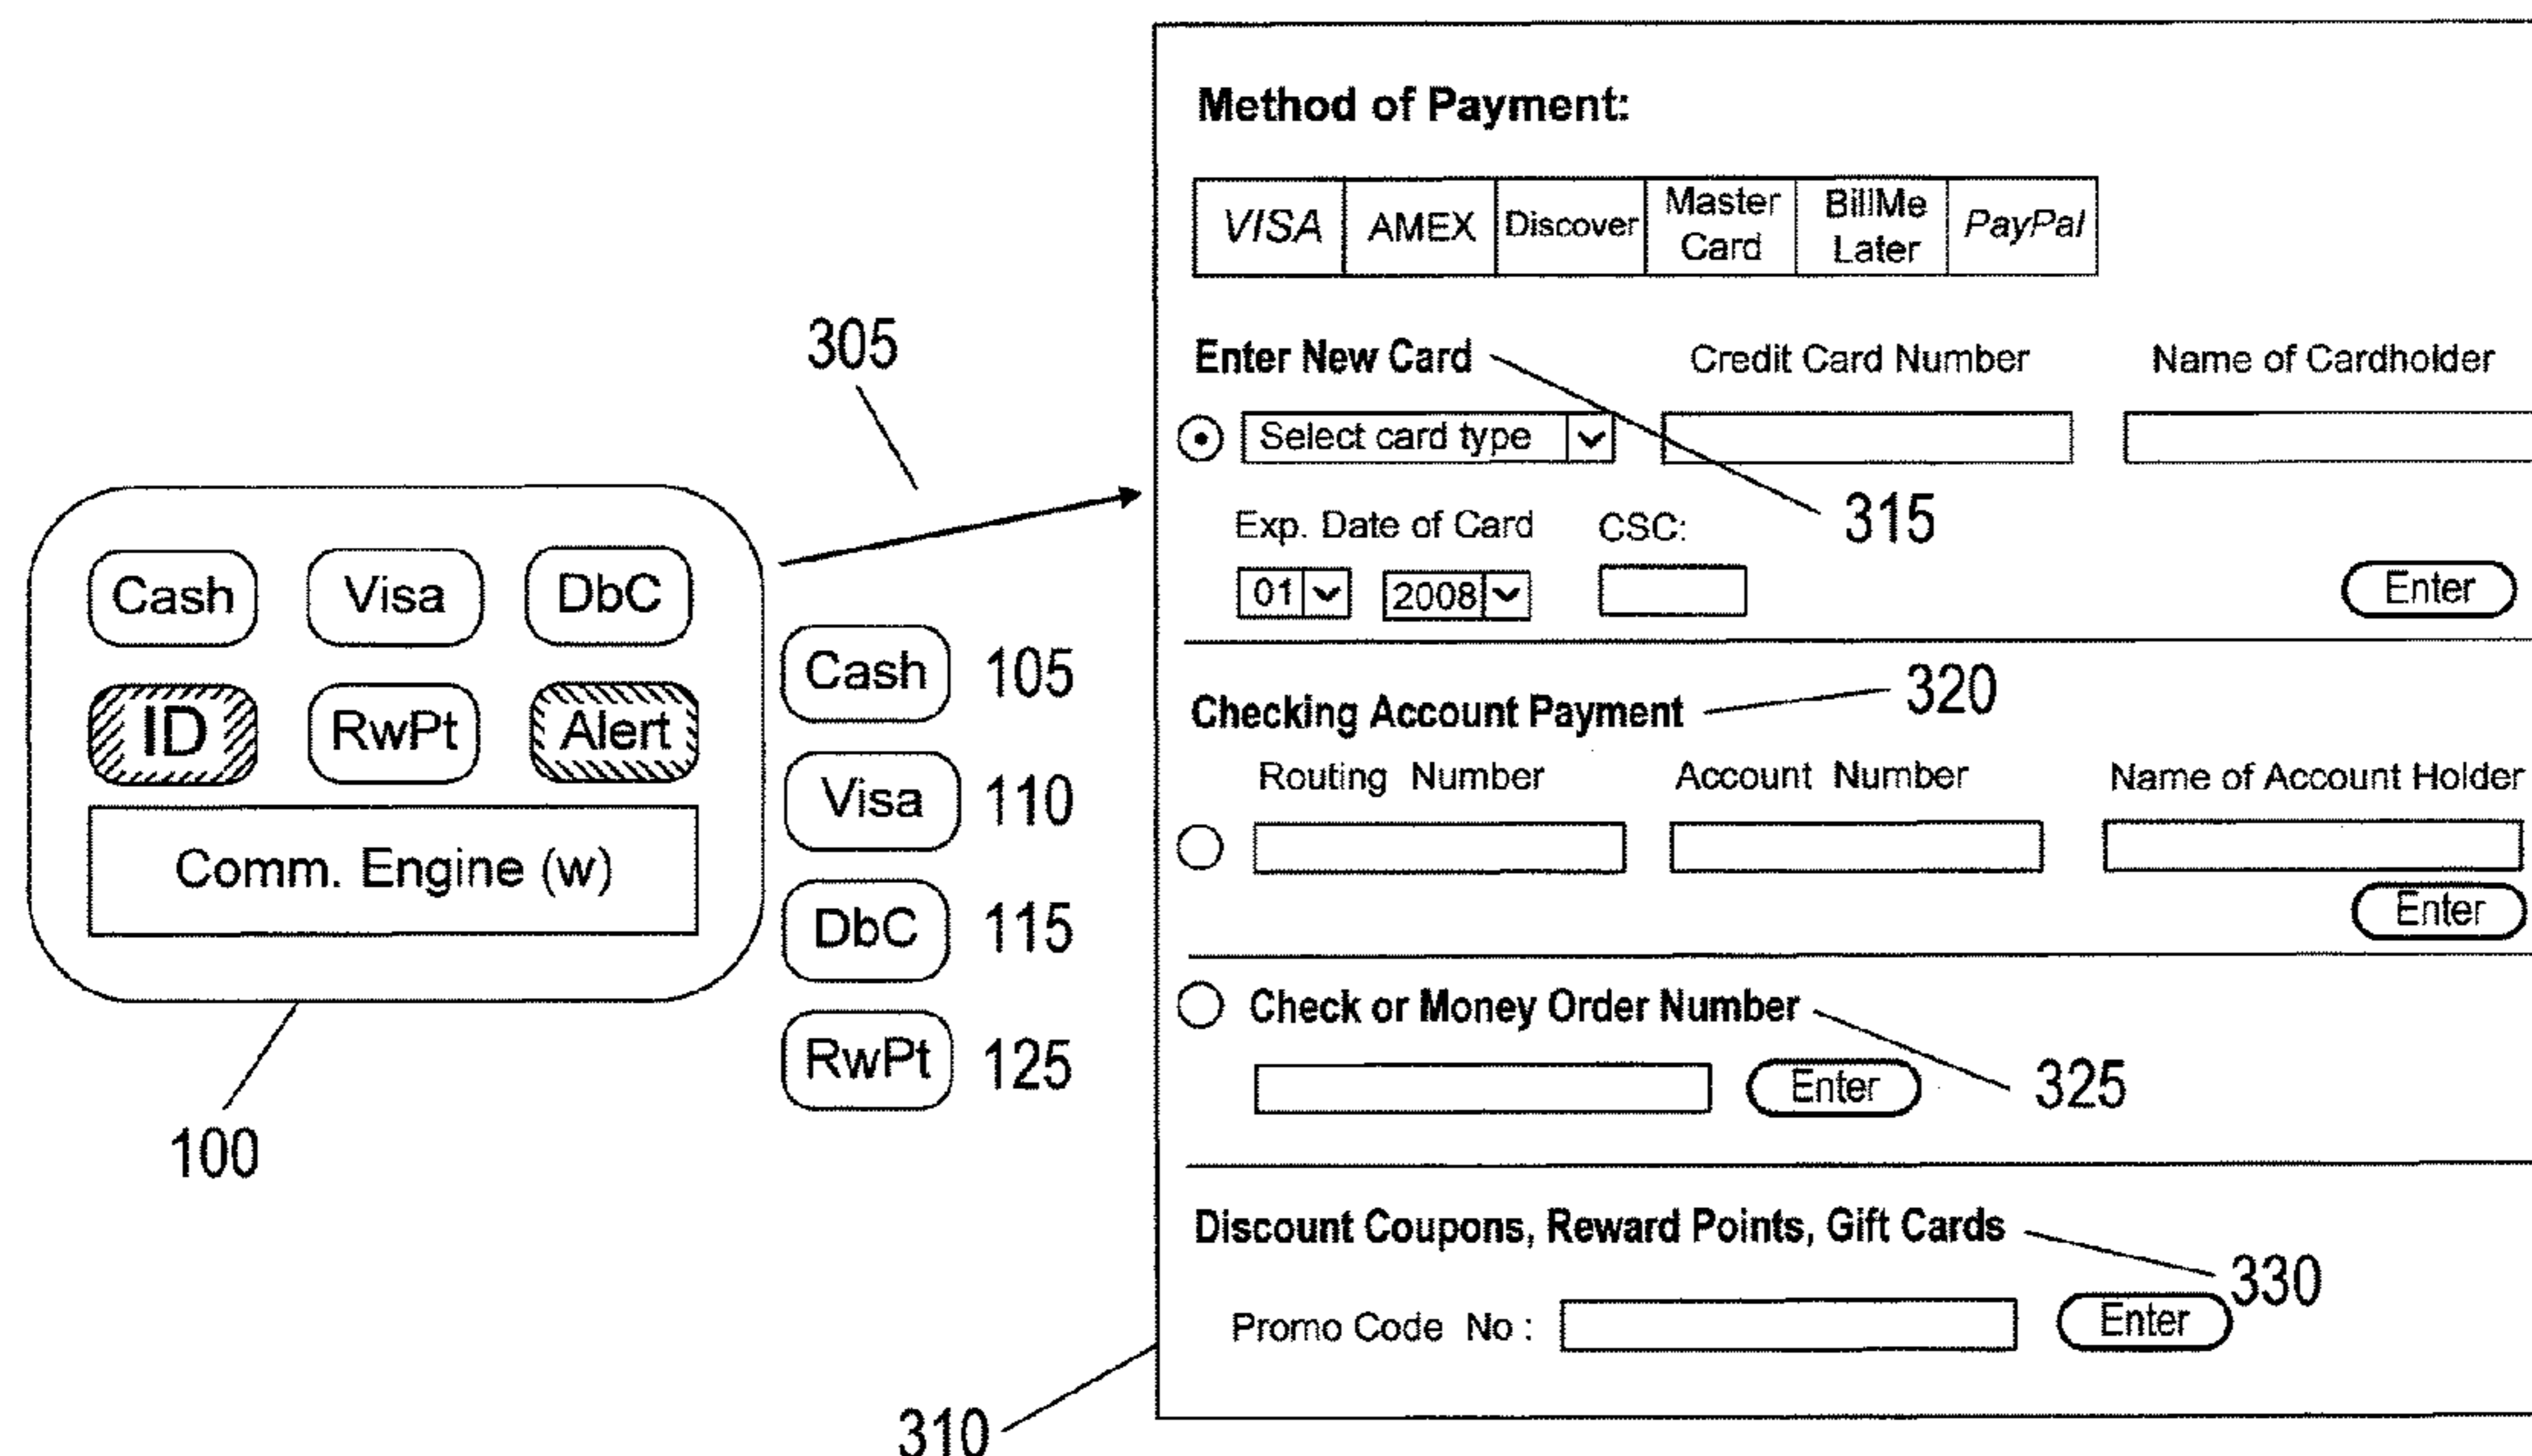 Method of Payment:
VISA AMEX Discover Master Card BillMe Later PayPal
305
Enter New Card Credit Card Number Name of Cardholder
Select card type
315
Exp. Date of Card CSC:
01 2008 Enter
Cash Visa DbC
ID RwPt Alert
Comm. Engine (w)
100
Cash 105
Visa 110
DbC 115
RwPt 125
320
Checking Account Payment
Routing Number Account Number Name of Account Holder
Enter
Check or Money Order Number
Enter 325
Discount Coupons, Reward Points, Gift Cards
330
Promo Code No : Enter
310